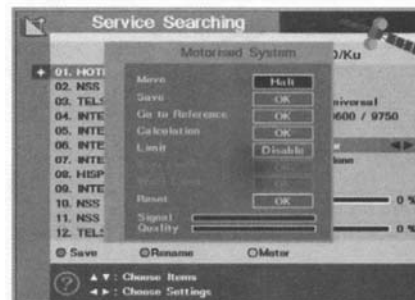 Service Searching
Motorised System
0/Ku
01. HOTI
02. NSS
03. TELS
04. INTE
05. INTE
06. INTE
07. INTE
08. HISP
09. INTE
10. NSS
11. NSS
12. TELS
Move Halt
Save OK
Go to Reference OK
Calculation OK
Limit Disable
Reset OK
Signal
Quality
niversal
9600 / 9750
0 %
0 %
Save Rename Motor
▲ ▼ : Choose Items
◄ ► : Choose Settings